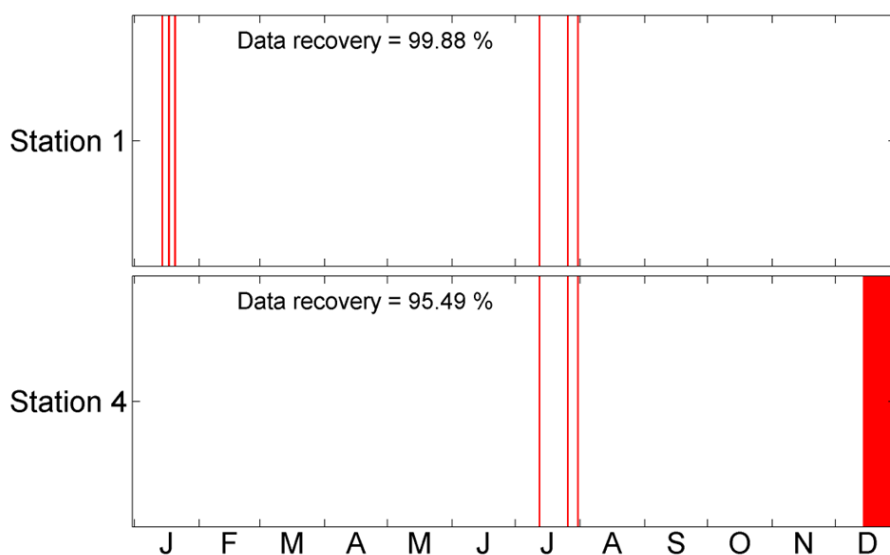 Data recovery = 99.88 %
Station 1
Data recovery = 95.49 %
Station 4
J F M A M J J A S O N D